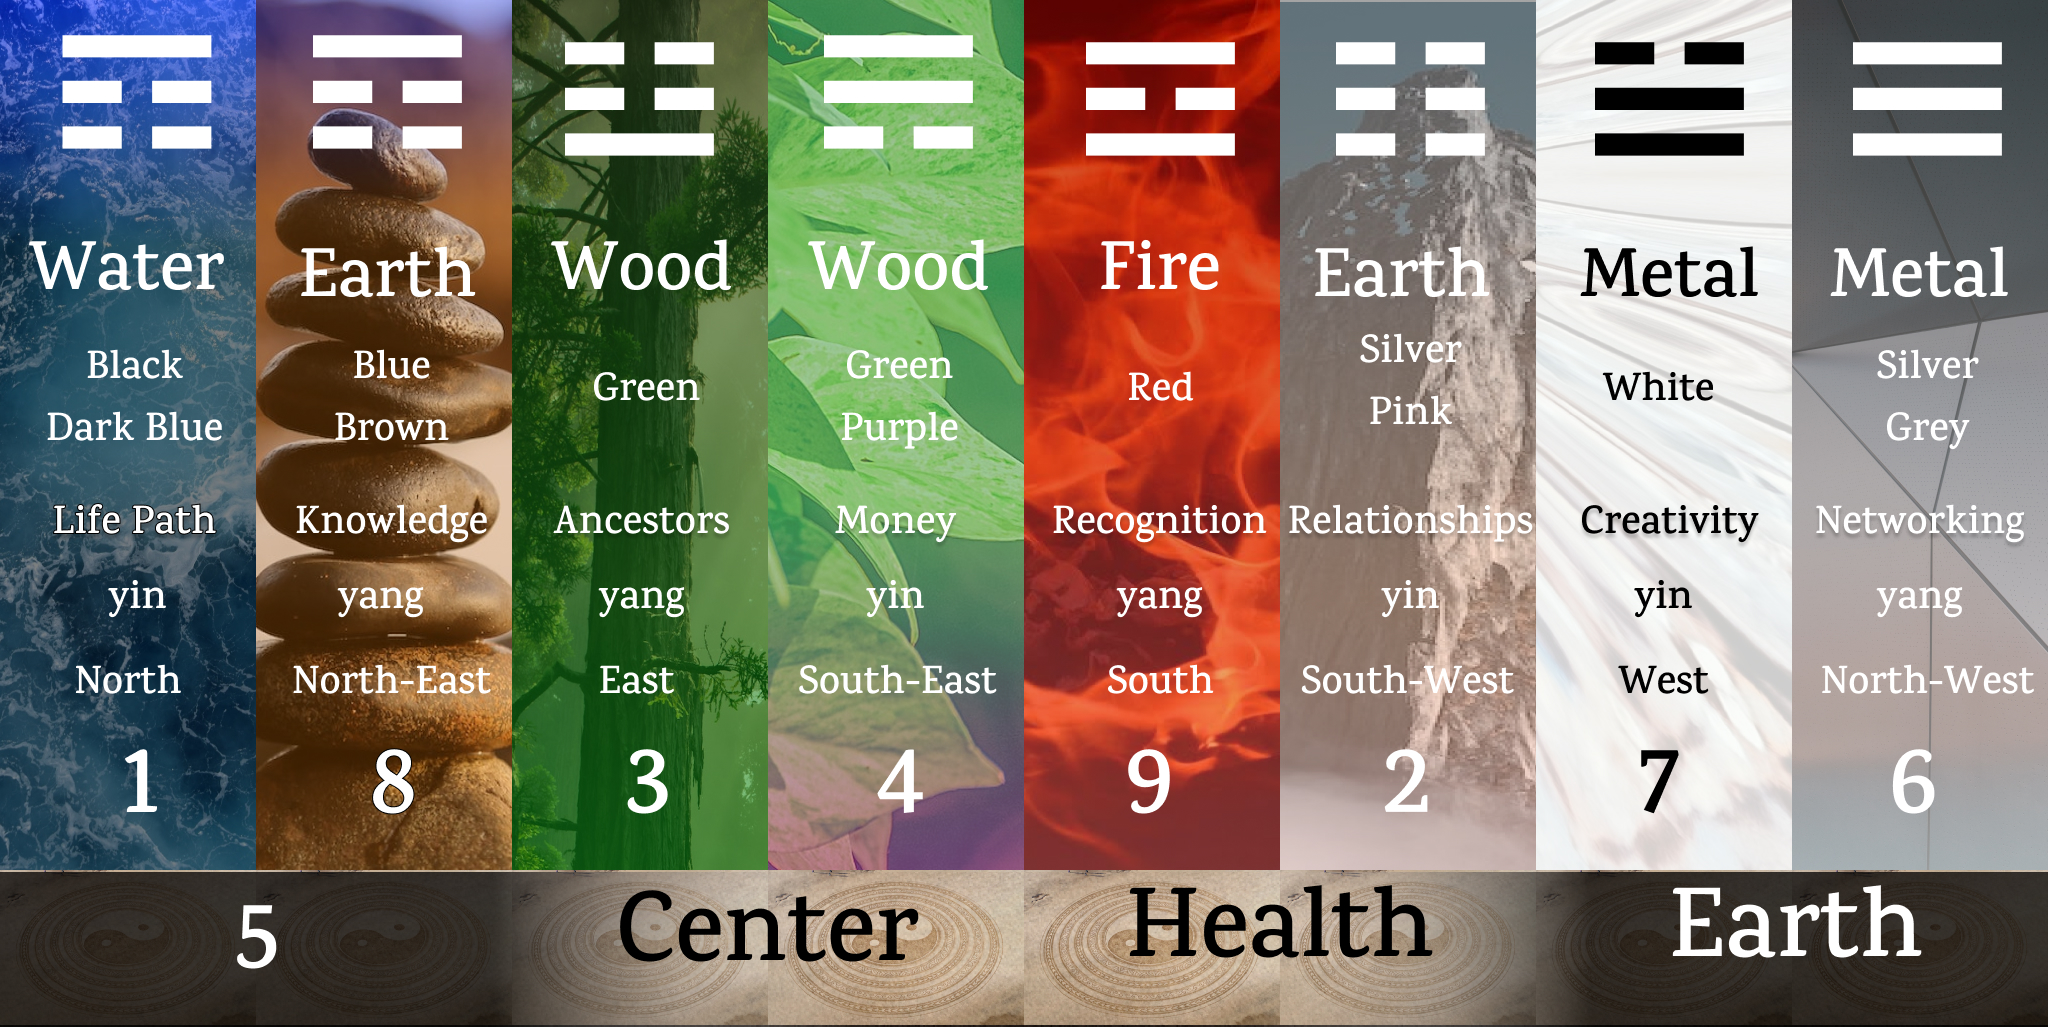 Water
Black
Dark Blue
Life Path
yin
North
1
Earth
Blue
Brown
Knowledge
yang
North-East
8
Wood
Green
Ancestors
yang
East
3
Wood
Green
Purple
Money
yin
South-East
4
Fire
Red
Recognition
yang
South
9
Earth
Silver
Pink
Relationships
yin
South-West
2
Metal
White
Creativity
yin
West
7
Metal
Silver
Grey
Networking
yang
North-West
6
5 Center Health Earth